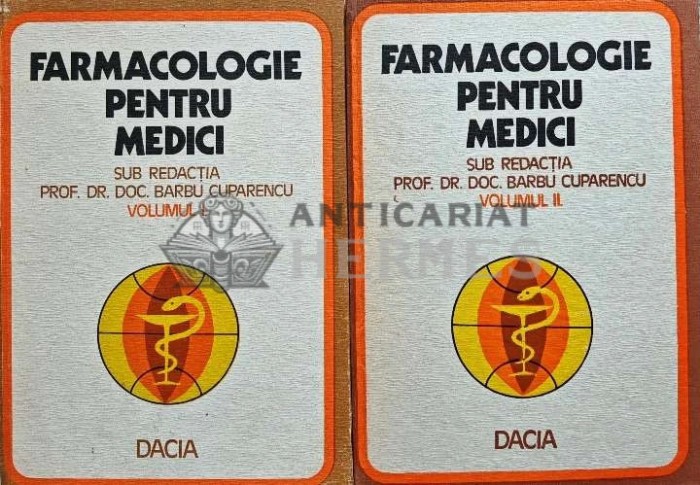 FARMACOLOGIE
PENTRU
MEDICI
SUB REDACȚIA
PROF. DR. DOC. BARBU CUPARENCU
VOLUMUL I.
DACIA
FARMACOLOGIE
PENTRU
MEDICI
SUB REDACȚIA
PROF. DR. DOC. BARBU CUPARENCU
VOLUMUL II.
DACIA
ANTICARIAT
HERMES